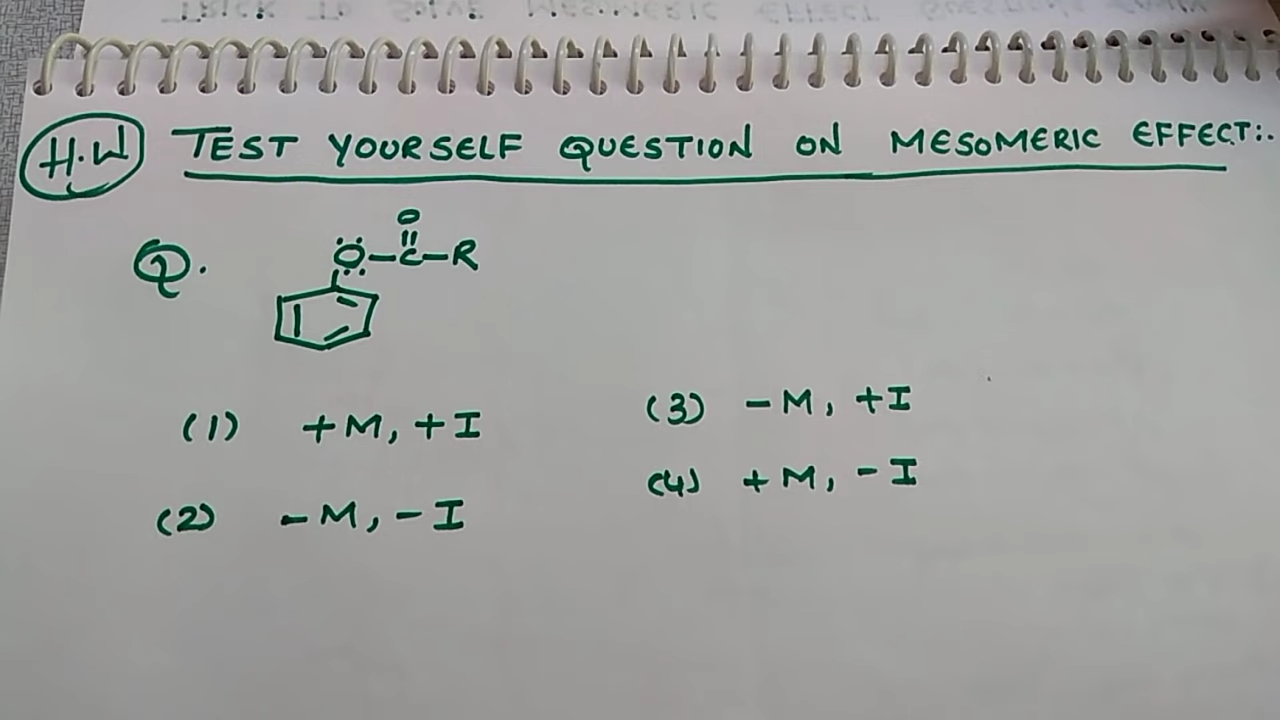 H.W TEST YOURSELF QUESTION ON MESOMERIC EFFECT:.
O
Q. O-C-R
(1) +M, +I
(3) -M, +I
(2) -M, -I
(4) +M, -I